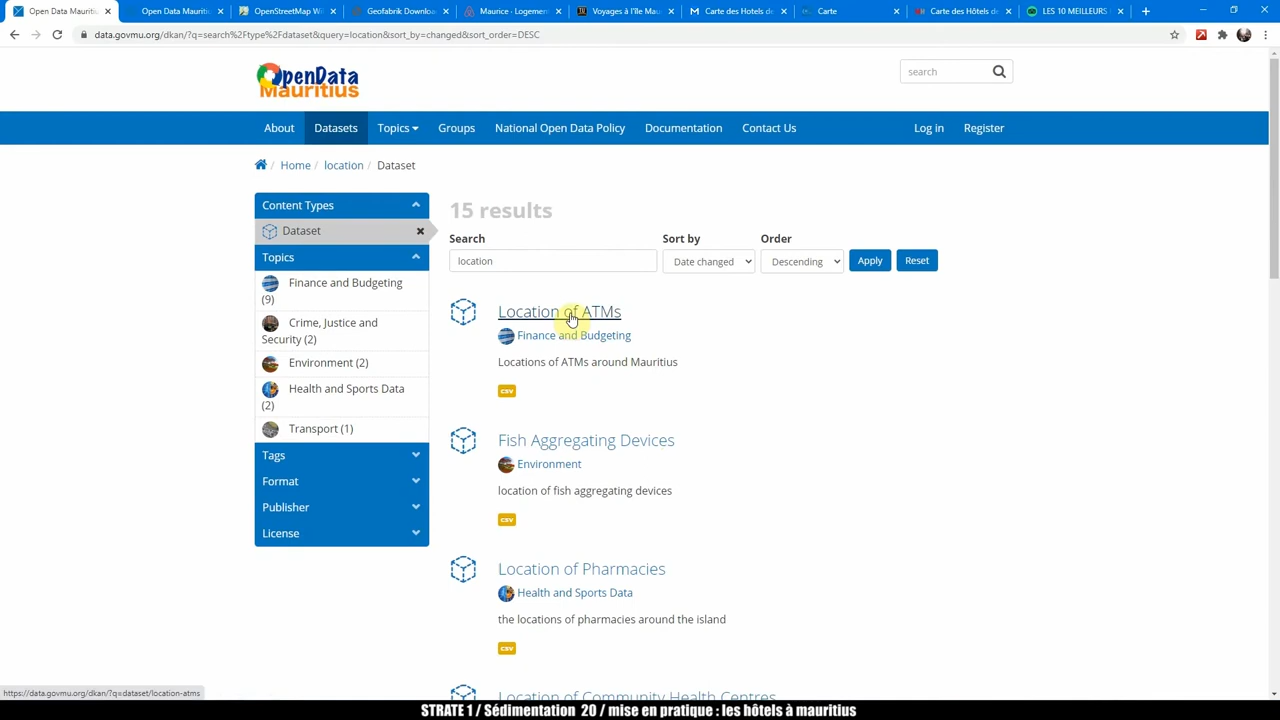 Open Data Mauriti
Open Data Mauriti
OpenStreetMap Wi
Geofabrik Downloa
Maurice · Logemen
Voyages à l'île Mau
Carte des Hotels de
Carte
Carte des Hôtels de
LES 10 MEILLEURS
data.govmu.org/dkan/?q=search%2Ftype%2Fdataset&query=location&sort_by=changed&sort_order=DESC
OpenData
Mauritius
search
About
Datasets
Topics
Groups
National Open Data Policy
Documentation
Contact Us
Log in
Register
/ Home / location / Dataset
Content Types
Dataset
Topics
Finance and Budgeting
(9)
Crime, Justice and
Security (2)
Environment (2)
Health and Sports Data
(2)
Transport (1)
Tags
Format
Publisher
License
15 results
Search
Sort by
Order
location
Date changed
Descending
Apply
Reset
Location of ATMs
Finance and Budgeting
Locations of ATMs around Mauritius
csv
Fish Aggregating Devices
Environment
location of fish aggregating devices
csv
Location of Pharmacies
Health and Sports Data
the locations of pharmacies around the island
csv
Location of Community Health Centres
https://data.govmu.org/dkan/?q=dataset/location-atms
STRATE 1 / Sédimentation 20 / mise en pratique : les hôtels à mauritius